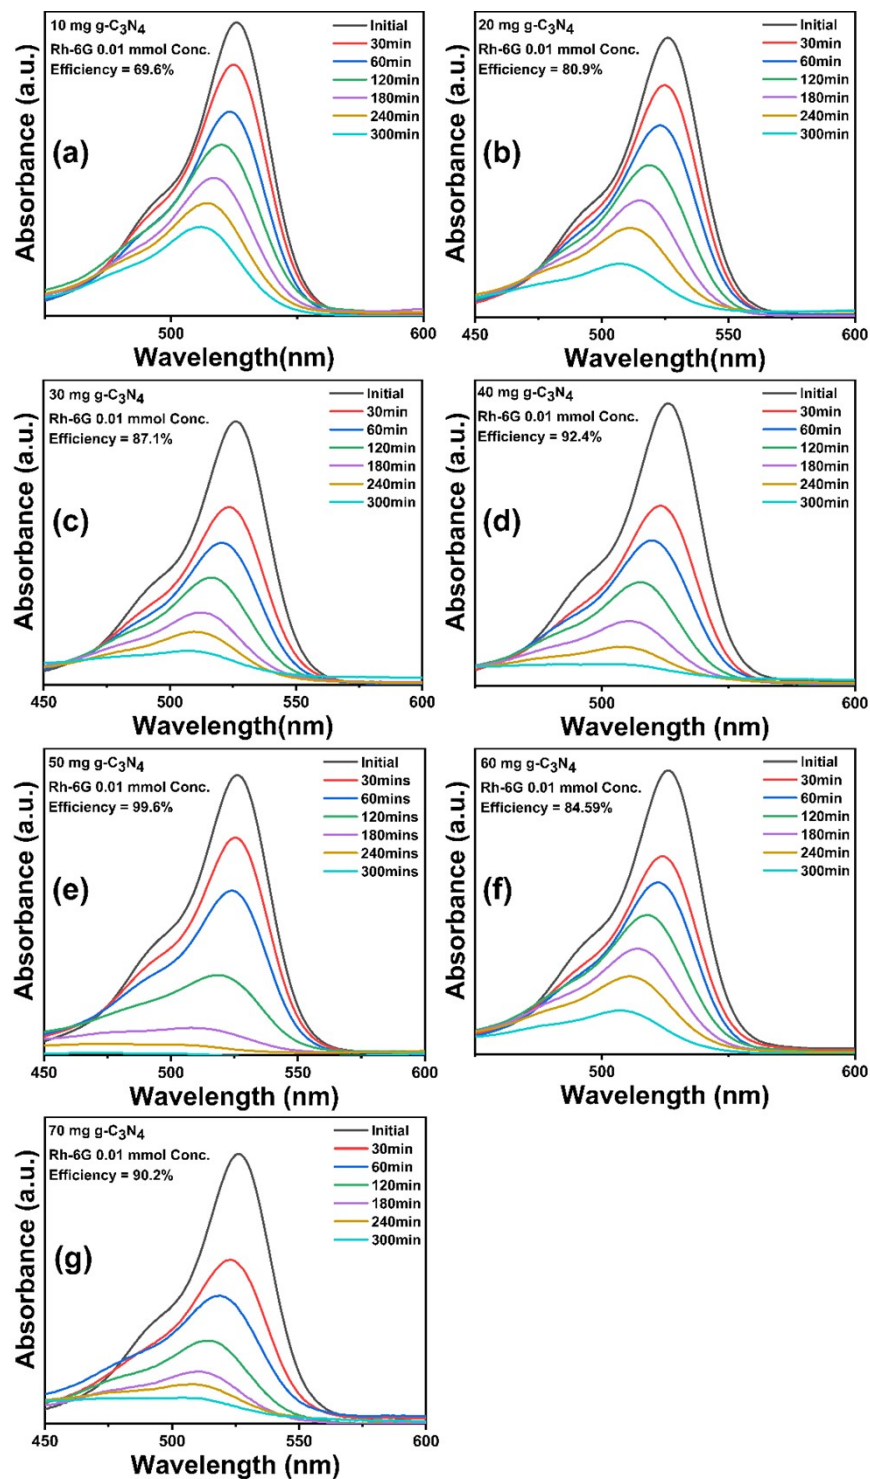 10 mg g-C3N4
Rh-6G 0.01 mmol Conc.
Efficiency = 69.6%
Initial
30min
60min
120min
180min
240min
300min
(a)
Absorbance (a.u.)
500
600
Wavelength(nm)
20 mg g-C3N4
Rh-6G 0.01 mmol Conc.
Efficiency = 80.9%
Initial
30min
60min
120min
180min
240min
300min
(b)
Absorbance (a.u.)
450
500
550
600
Wavelength(nm)
30 mg g-C3N4
Rh-6G 0.01 mmol Conc.
Efficiency = 87.1%
Initial
30min
60min
120min
180min
240min
300min
(c)
Absorbance (a.u.)
450
500
550
600
Wavelength(nm)
40 mg g-C3N4
Rh-6G 0.01 mmol Conc.
Efficiency = 92.4%
Initial
30min
60min
120min
180min
240min
300min
(d)
Absorbance (a.u.)
500
600
Wavelength (nm)
50 mg g-C3N4
Rh-6G 0.01 mmol Conc.
Efficiency = 99.6%
Initial
30mins
60mins
120mins
180mins
240mins
300mins
(e)
Absorbance (a.u.)
450
500
550
600
Wavelength (nm)
60 mg g-C3N4
Rh-6G 0.01 mmol Conc.
Efficiency = 84.59%
Initial
30min
60min
120min
180min
240min
300min
(f)
Absorbance (a.u.)
500
600
Wavelength (nm)
70 mg g-C3N4
Rh-6G 0.01 mmol Conc.
Efficiency = 90.2%
Initial
30min
60min
120min
180min
240min
300min
(g)
Absorbance (a.u.)
450
500
550
600
Wavelength (nm)